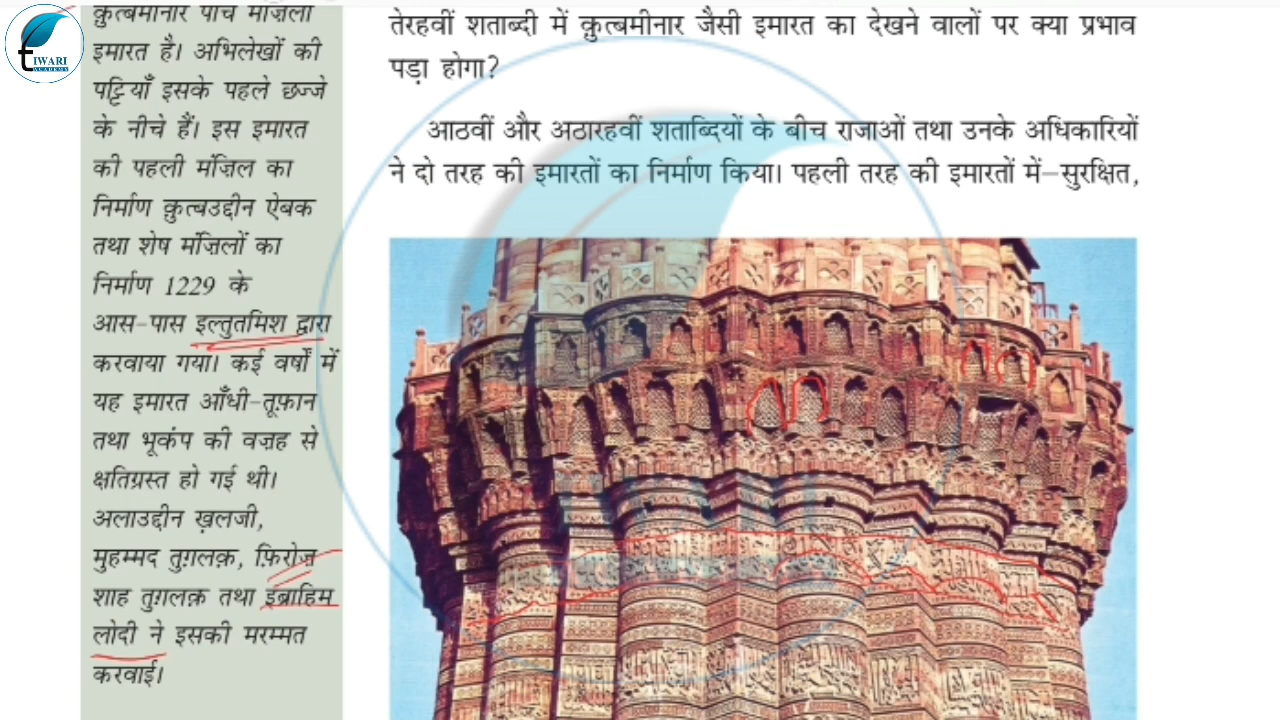 क़ुत्बमीनार पाँच मंज़िली
इमारत है। अभिलेखों की
पट्टियाँ इसके पहले छज्जे
के नीचे हैं। इस इमारत
की पहली मंज़िल का
निर्माण क़ुत्बउद्दीन ऐबक
तथा शेष मंज़िलों का
निर्माण 1229 के
आस-पास इल्तुतमिश द्वारा
करवाया गया। कई वर्षों में
यह इमारत आँधी-तूफ़ान
तथा भूकंप की वज़ह से
क्षतिग्रस्त हो गई थी।
अलाउद्दीन ख़लजी,
मुहम्मद तुग़लक़, फ़िरोज़
शाह तुग़लक़ तथा इब्राहिम
लोदी ने इसकी मरम्मत
करवाई।
तेरहवीं शताब्दी में क़ुत्बमीनार जैसी इमारत का देखने वालों पर क्या प्रभाव
पड़ा होगा?
आठवीं और अठारहवीं शताब्दियों के बीच राजाओं तथा उनके अधिकारियों
ने दो तरह की इमारतों का निर्माण किया। पहली तरह की इमारतों में–सुरक्षित,
TIWARI
ACADEMY